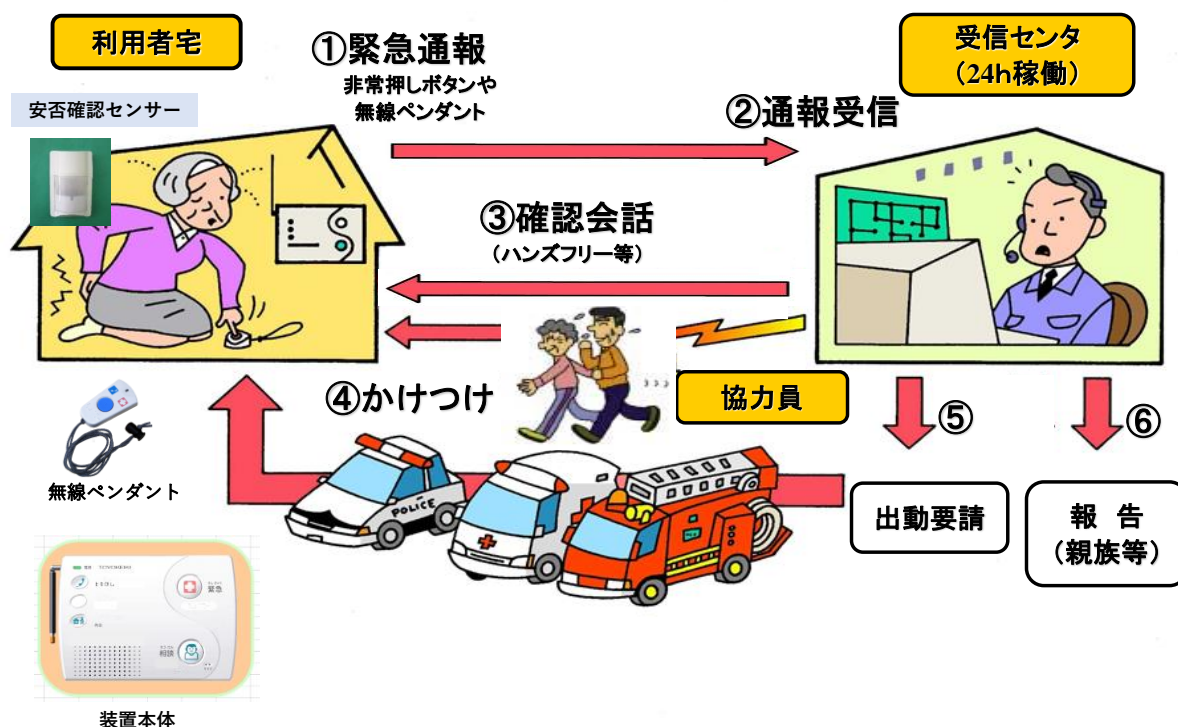 利用者宅
①緊急通報
非常押しボタンや
無線ペンダント
受信センタ
（24h稼働）
安否確認センサー
②通報受信
③確認会話
（ハンズフリー等）
④かけつけ
協力員
⑤
⑥
無線ペンダント
POLICE
出動要請
報　告
（親族等）
緊急
相談
装置本体